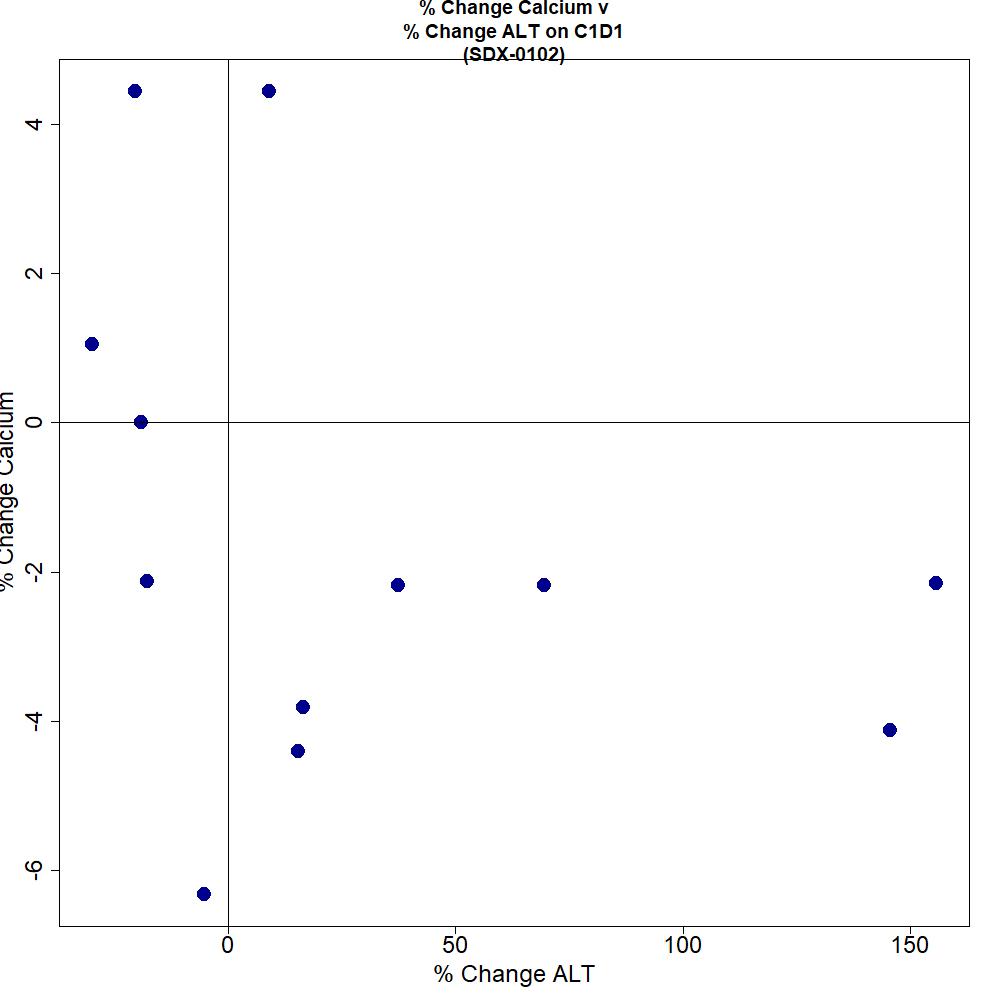 % Change Calcium v
% Change ALT on C1D1
(SDX-0102)
% Change Calcium
4
2
0
-2
-4
-6
0 50 100 150
% Change ALT